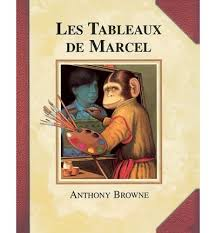 LES TABLEAUX
DE MARCEL
ANTHONY BROWNE